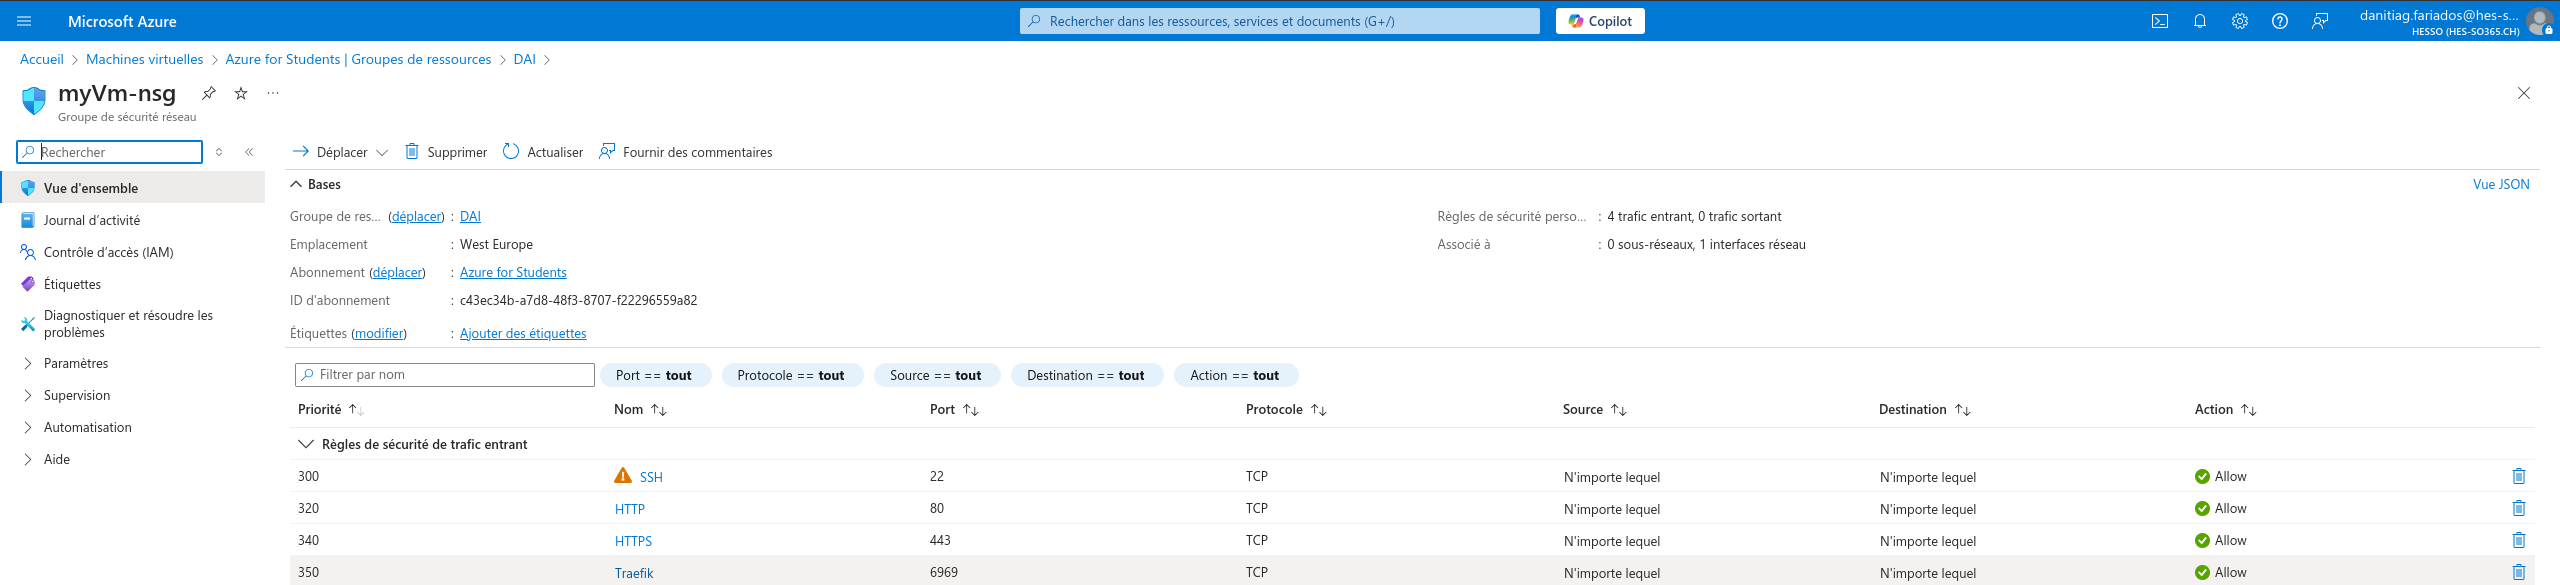 Microsoft Azure
Rechercher dans les ressources, services et documents (G+/)
Copilot
danitiag.fariados@hes-s...
HESSO (HES-SO365.CH)
Accueil > Machines virtuelles > Azure for Students | Groupes de ressources > DAI >
myVm-nsg
Groupe de sécurité réseau
Rechercher
Vue d'ensemble
Journal d'activité
Contrôle d'accès (IAM)
Étiquettes
Diagnostiquer et résoudre les
problèmes
Paramètres
Supervision
Automatisation
Aide
Déplacer Supprimer Actualiser Fournir des commentaires
Bases
Vue JSON
Groupe de res... (déplacer) : DAI
Emplacement : West Europe
Abonnement (déplacer) : Azure for Students
ID d'abonnement : c43ec34b-a7d8-48f3-8707-f22296559a82
Étiquettes (modifier) : Ajouter des étiquettes
Règles de sécurité perso... : 4 trafic entrant, 0 trafic sortant
Associé à : 0 sous-réseaux, 1 interfaces réseau
Filtrer par nom Port == tout Protocole == tout Source == tout Destination == tout Action == tout
Priorité Nom Port Protocole Source Destination Action
Règles de sécurité de trafic entrant
300 SSH 22 TCP N'importe lequel N'importe lequel Allow
320 HTTP 80 TCP N'importe lequel N'importe lequel Allow
340 HTTPS 443 TCP N'importe lequel N'importe lequel Allow
350 Traefik 6969 TCP N'importe lequel N'importe lequel Allow